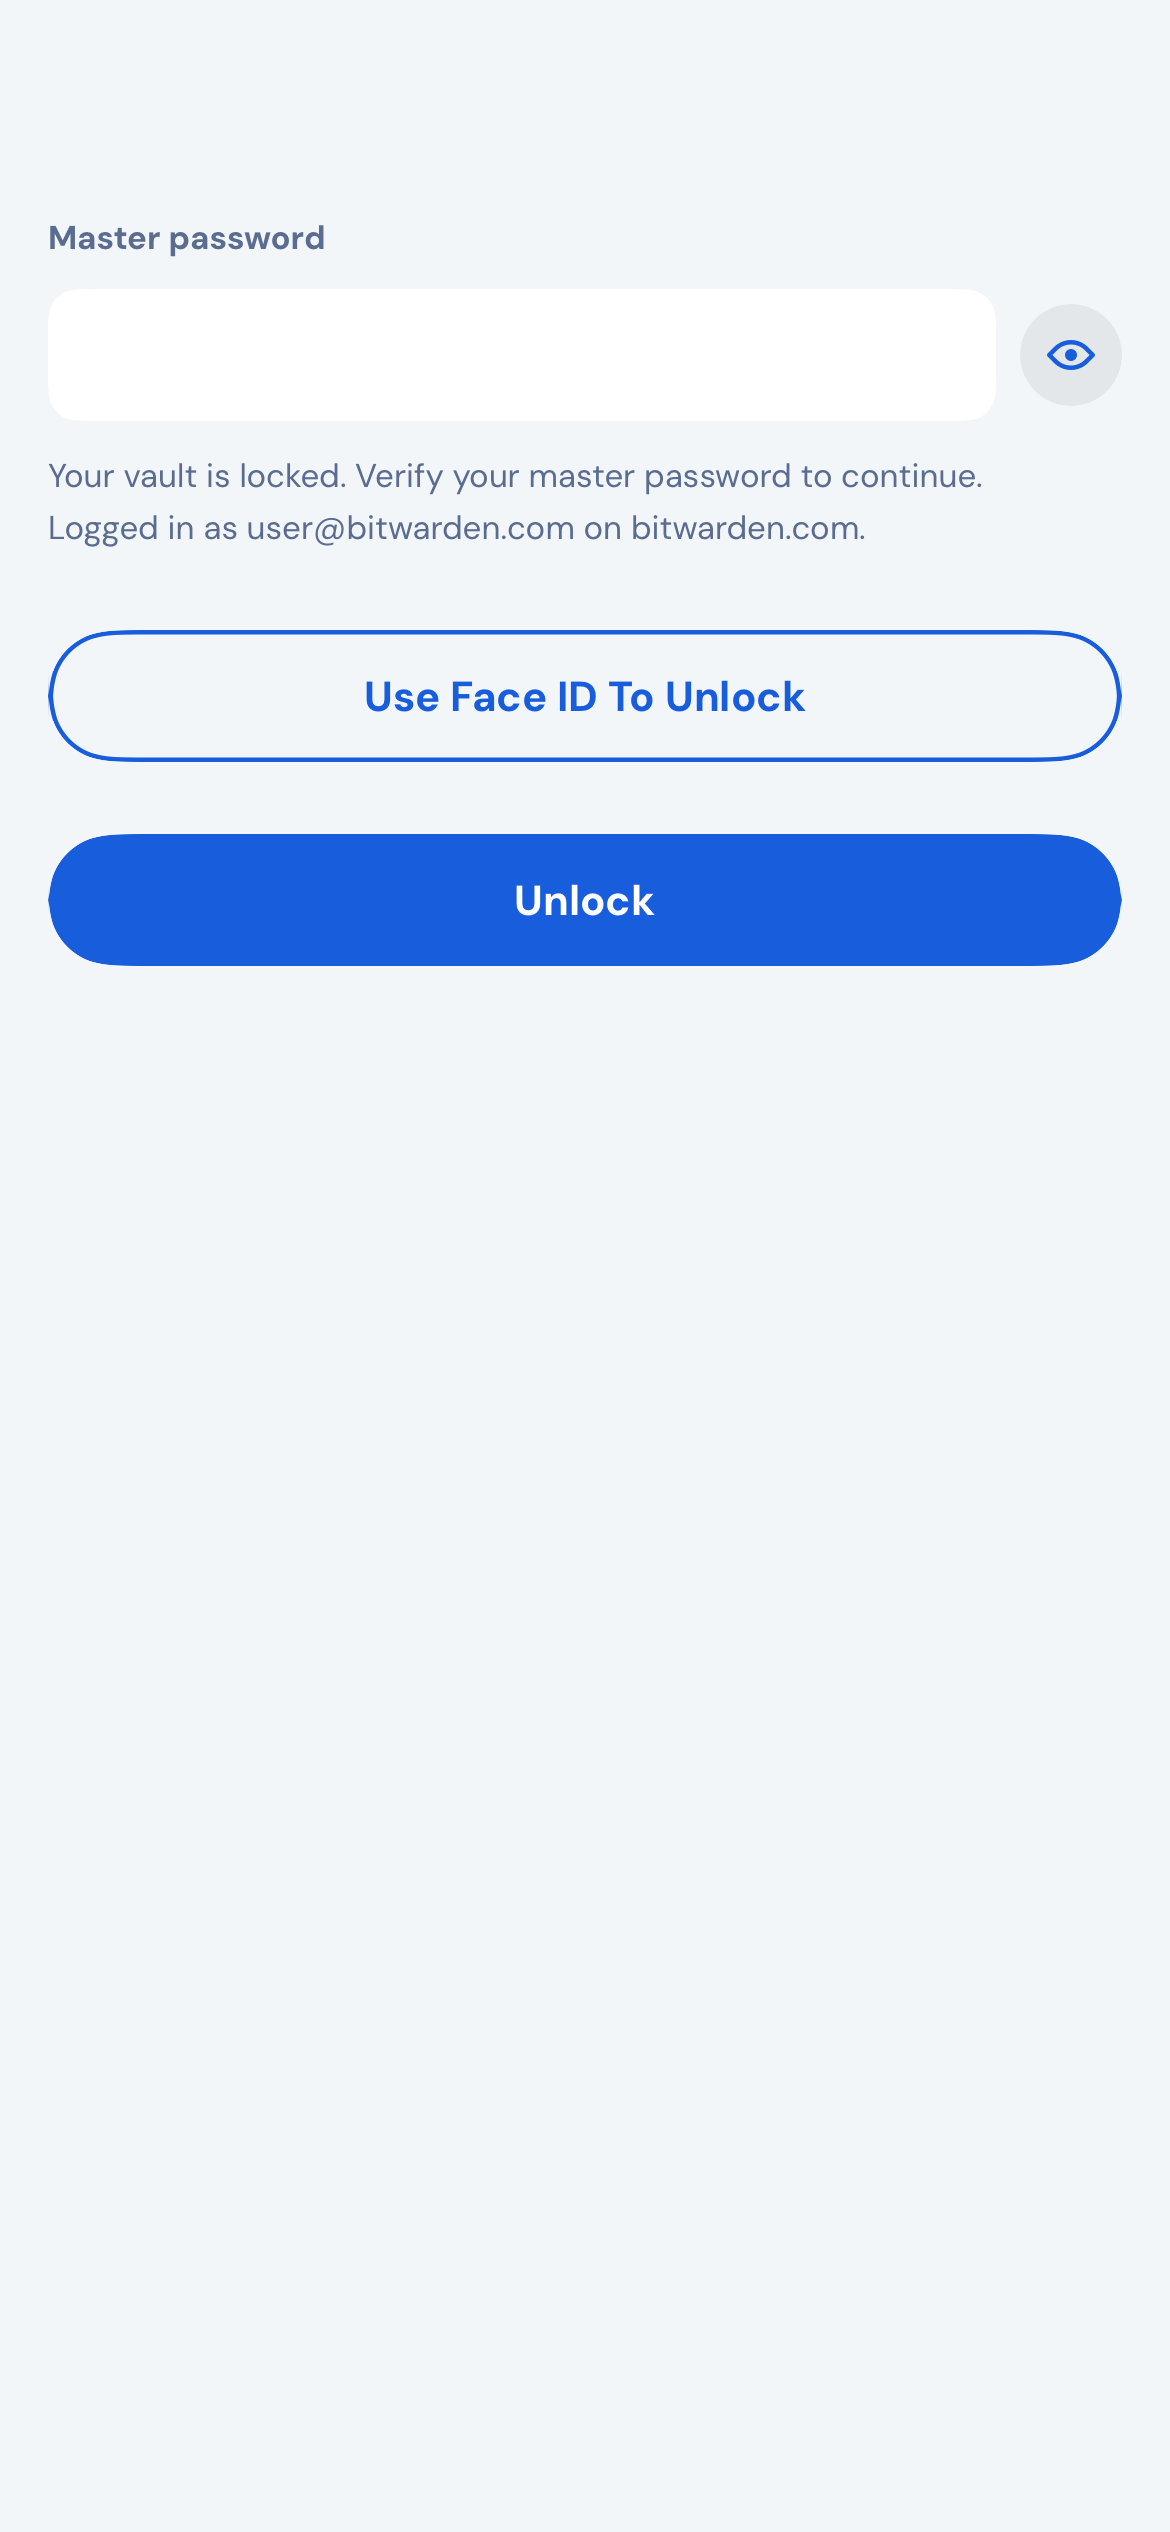 Master password
Your vault is locked. Verify your master password to continue.
Logged in as user@bitwarden.com on bitwarden.com.
Use Face ID To Unlock
Unlock